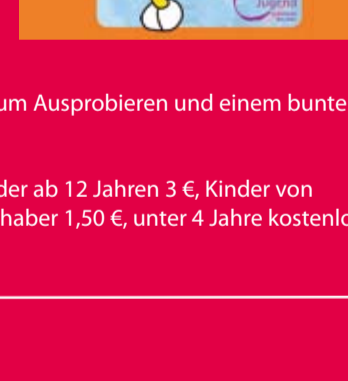 Jugend
um Ausprobieren und einem bunte
der ab 12 Jahren 3 €, Kinder von
haber 1,50 €, unter 4 Jahre kostenlo